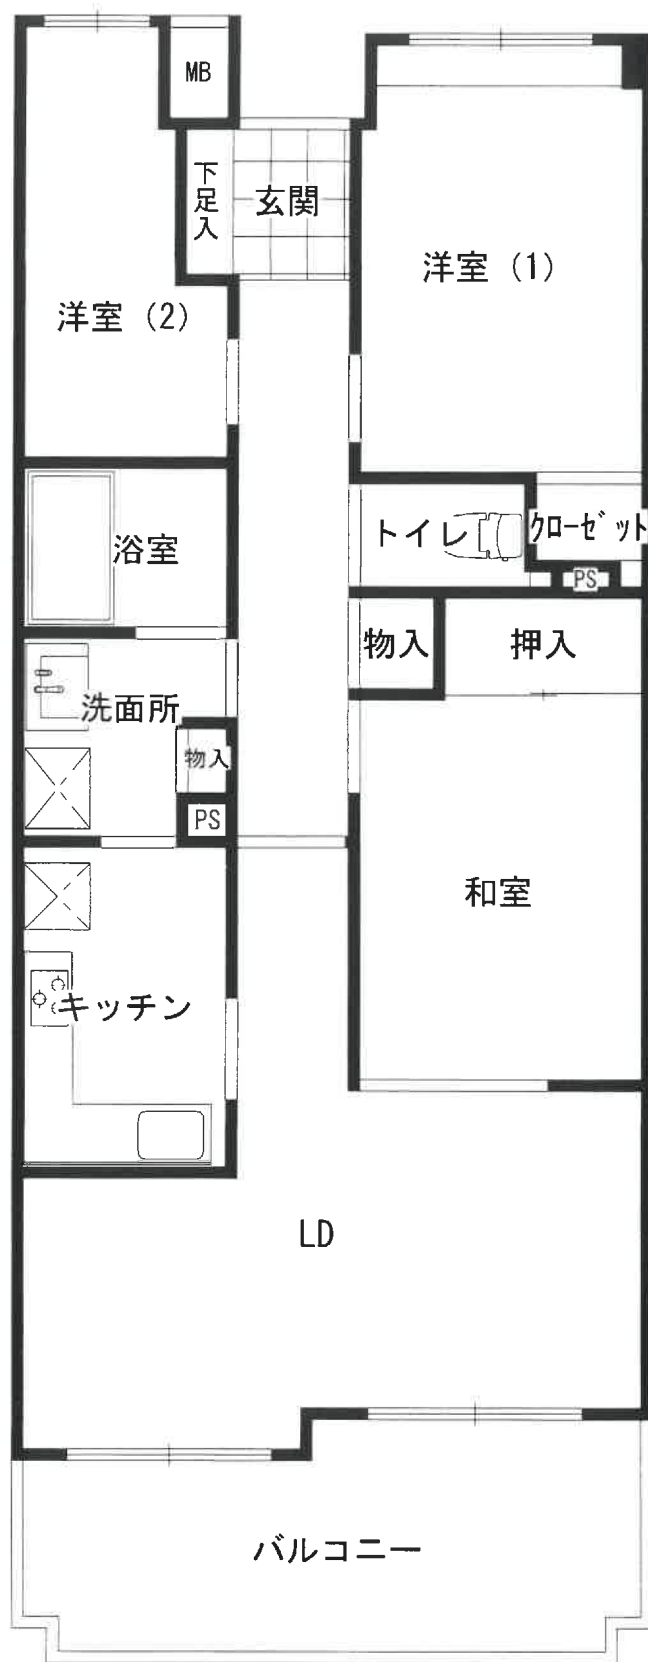 MB
下足入
玄関
洋室（1）
洋室（2）
浴室
トイレ
クローゼット
PS
物入
押入
洗面所
物入
PS
和室
キッチン
LD
バルコニー